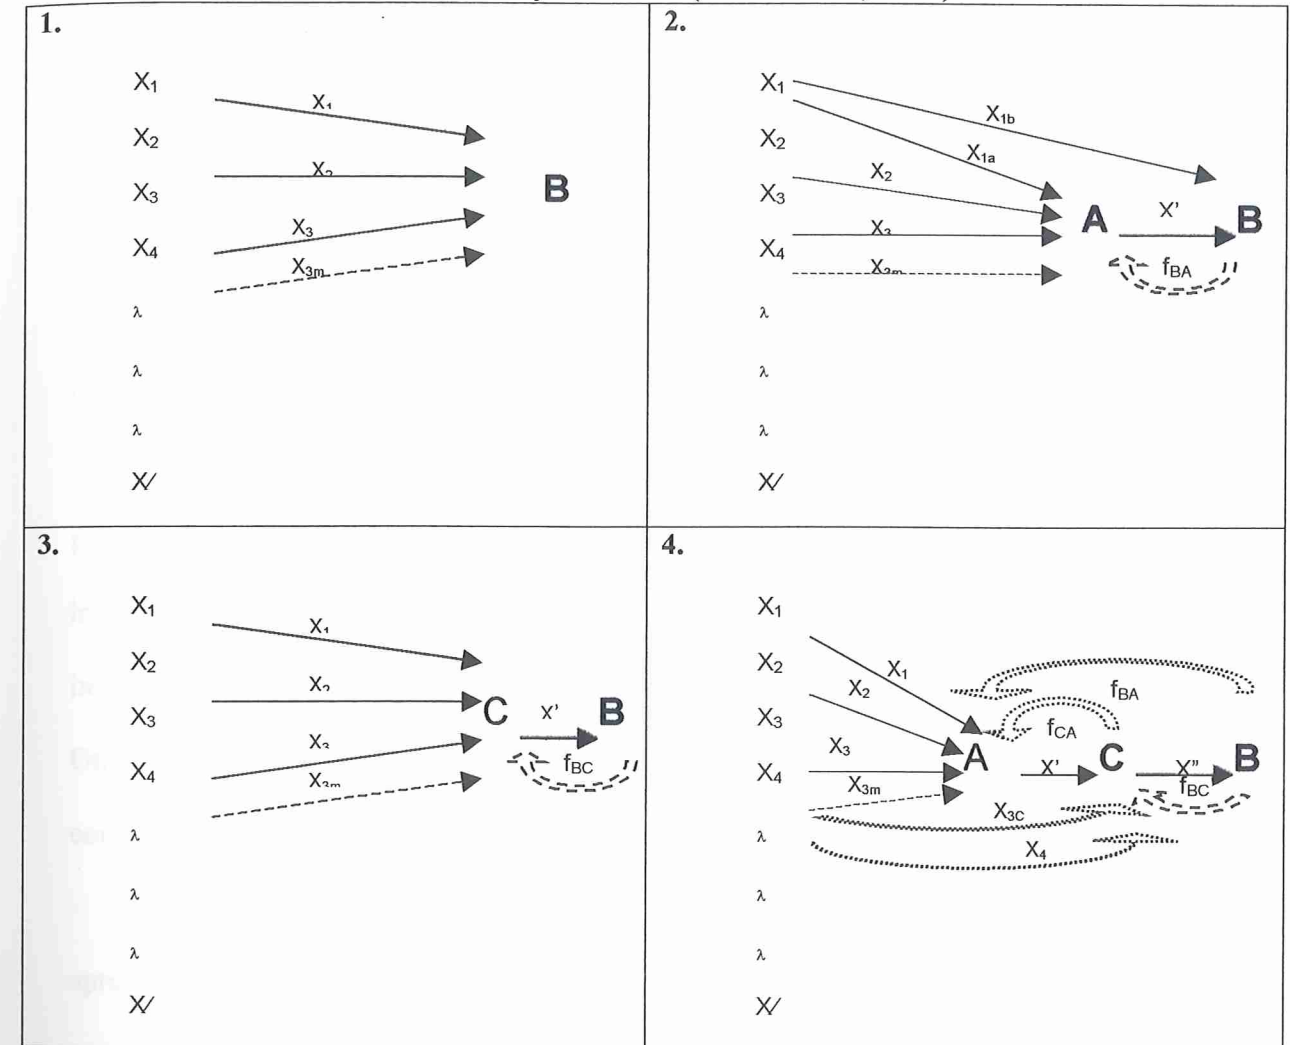 1.
X₁
X₁
X₂
X₂
X₃
B
X₃
X₄
X₃ₘ
λ
λ
λ
X/
2.
X₁
X₁b
X₂
X₁a
X₂
X₃
X'
A
B
X₃
X₄
X₃ₘ
fBA
λ
λ
λ
X/
3.
X₁
X₁
X₂
X₂
X₃
C
X'
B
X₃
fBC
X₄
X₃ₘ
λ
λ
λ
X/
4.
X₁
X₂
X₁
X₂
fBA
X₃
fCA
X₃
A
C
B
X₄
X'
X"
X₃ₘ
fBC
X₃C
λ
X₄
λ
λ
X/